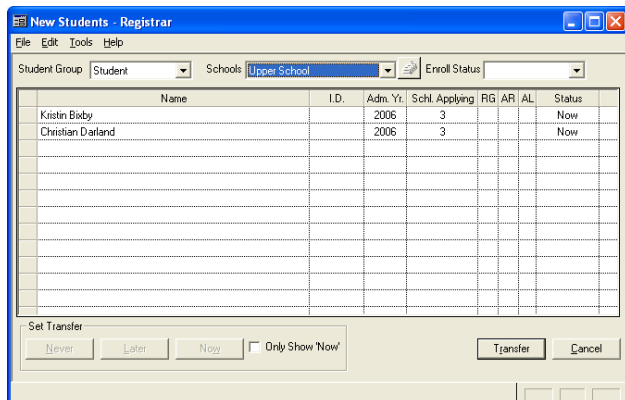 New Students - Registrar
File Edit Tools Help
Student Group Student Schools Upper School Enroll Status
Name I.D. Adm. Yr. Schl. Applying RG AR AL Status
Kristin Bixby 2006 3 Now
Christian Darland 2006 3 Now
Set Transfer
Never Later Now Only Show 'Now' Transfer Cancel